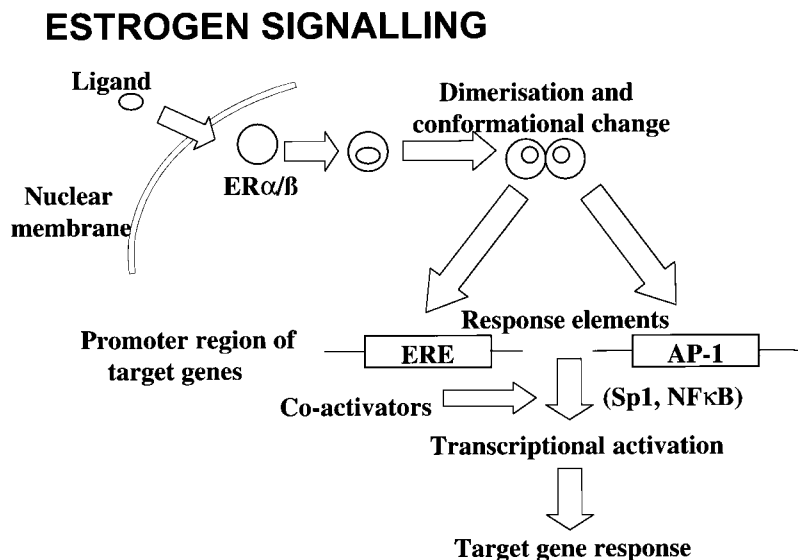 ESTROGEN SIGNALLING
Ligand
Dimerisation and
conformational change
ERα/ß
Nuclear
membrane
Response elements
Promoter region of
target genes
ERE
AP-1
Co-activators
(Sp1, NFκB)
Transcriptional activation
Target gene response